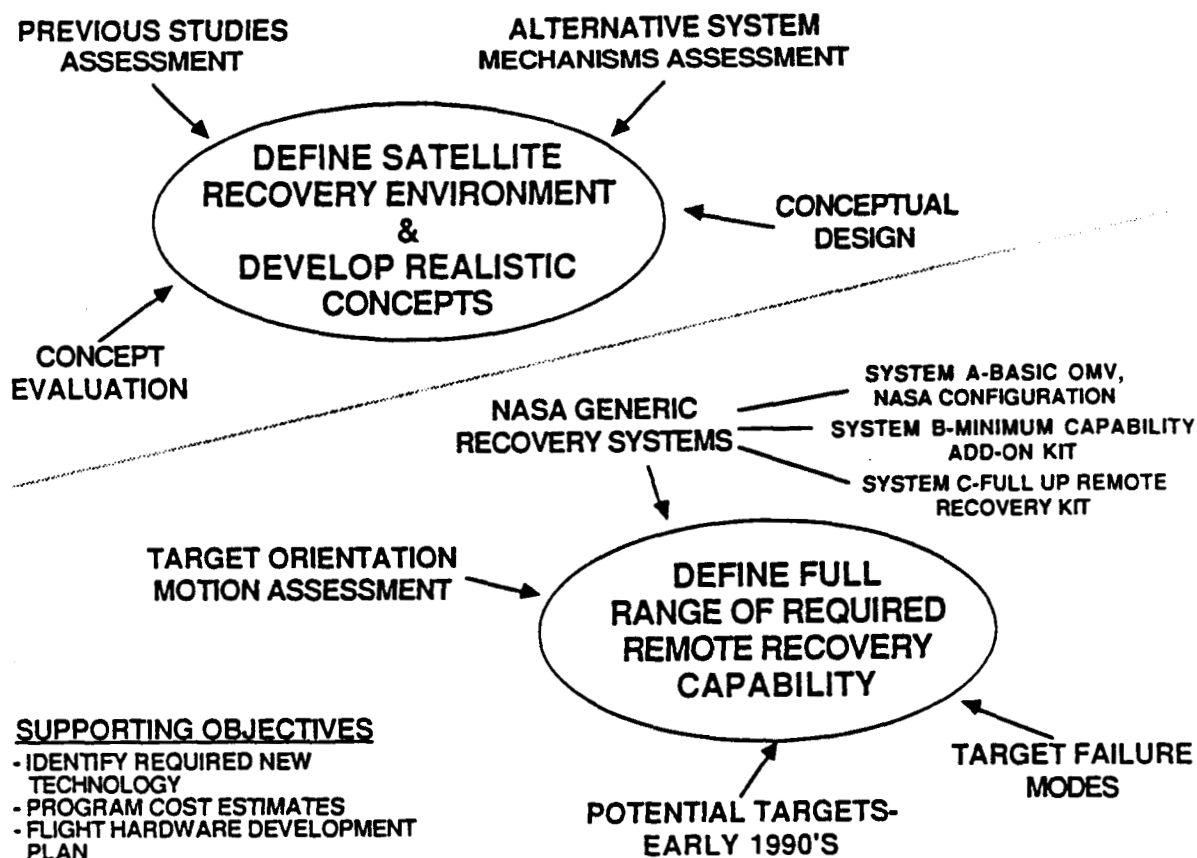 PREVIOUS STUDIES
ASSESSMENT
ALTERNATIVE SYSTEM
MECHANISMS ASSESSMENT
DEFINE SATELLITE
RECOVERY ENVIRONMENT
&
DEVELOP REALISTIC
CONCEPTS
CONCEPTUAL
DESIGN
CONCEPT
EVALUATION
NASA GENERIC
RECOVERY SYSTEMS
SYSTEM A-BASIC OMV,
NASA CONFIGURATION
SYSTEM B-MINIMUM CAPABILITY
ADD-ON KIT
SYSTEM C-FULL UP REMOTE
RECOVERY KIT
TARGET ORIENTATION
MOTION ASSESSMENT
DEFINE FULL
RANGE OF REQUIRED
REMOTE RECOVERY
CAPABILITY
SUPPORTING OBJECTIVES
- IDENTIFY REQUIRED NEW
TECHNOLOGY
- PROGRAM COST ESTIMATES
- FLIGHT HARDWARE DEVELOPMENT
PLAN
POTENTIAL TARGETS-
EARLY 1990'S
TARGET FAILURE
MODES